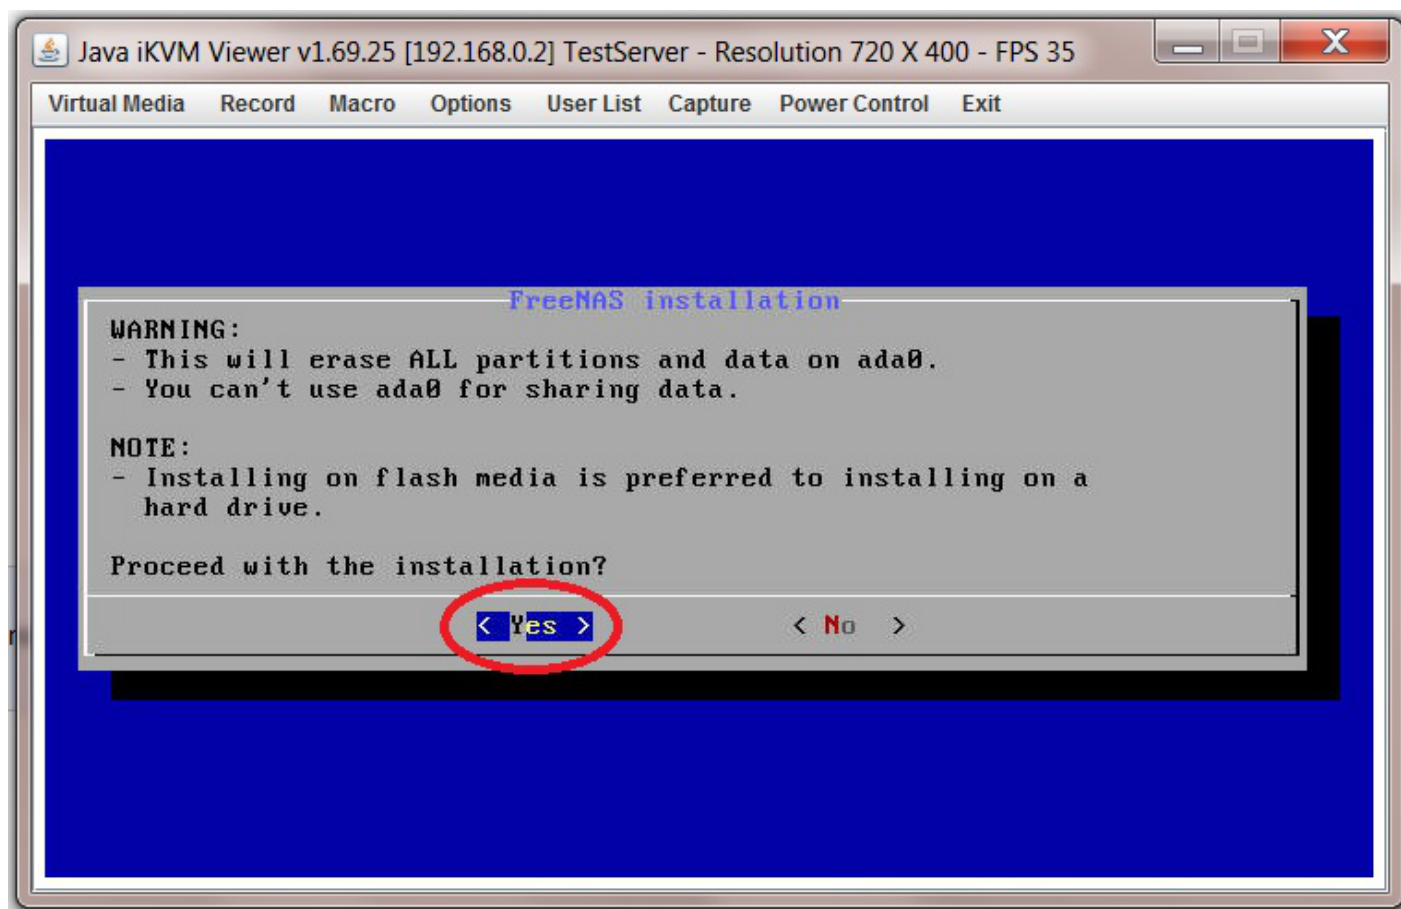 Java iKVM Viewer v1.69.25 [192.168.0.2] TestServer - Resolution 720 X 400 - FPS 35
Virtual Media Record Macro Options User List Capture Power Control Exit
FreeNAS installation
WARNING:
- This will erase ALL partitions and data on ada0.
- You can't use ada0 for sharing data.
NOTE:
- Installing on flash media is preferred to installing on a
hard drive.
Proceed with the installation?
< Yes > < No >